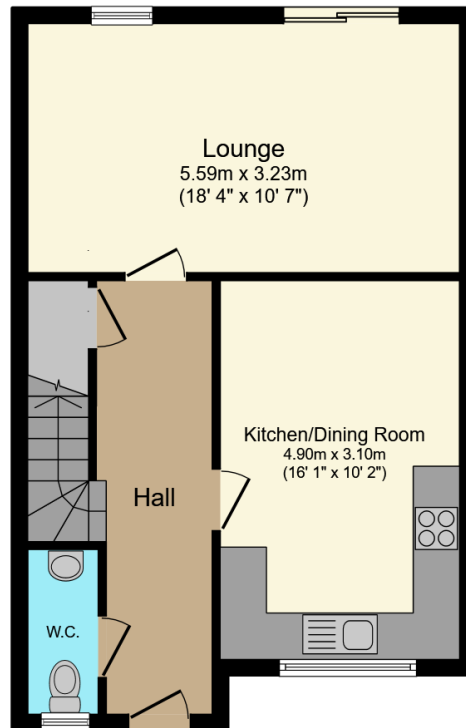 Lounge
5.59m x 3.23m
(18' 4" x 10' 7")
Kitchen/Dining Room
4.90m x 3.10m
(16' 1" x 10' 2")
Hall
W.C.